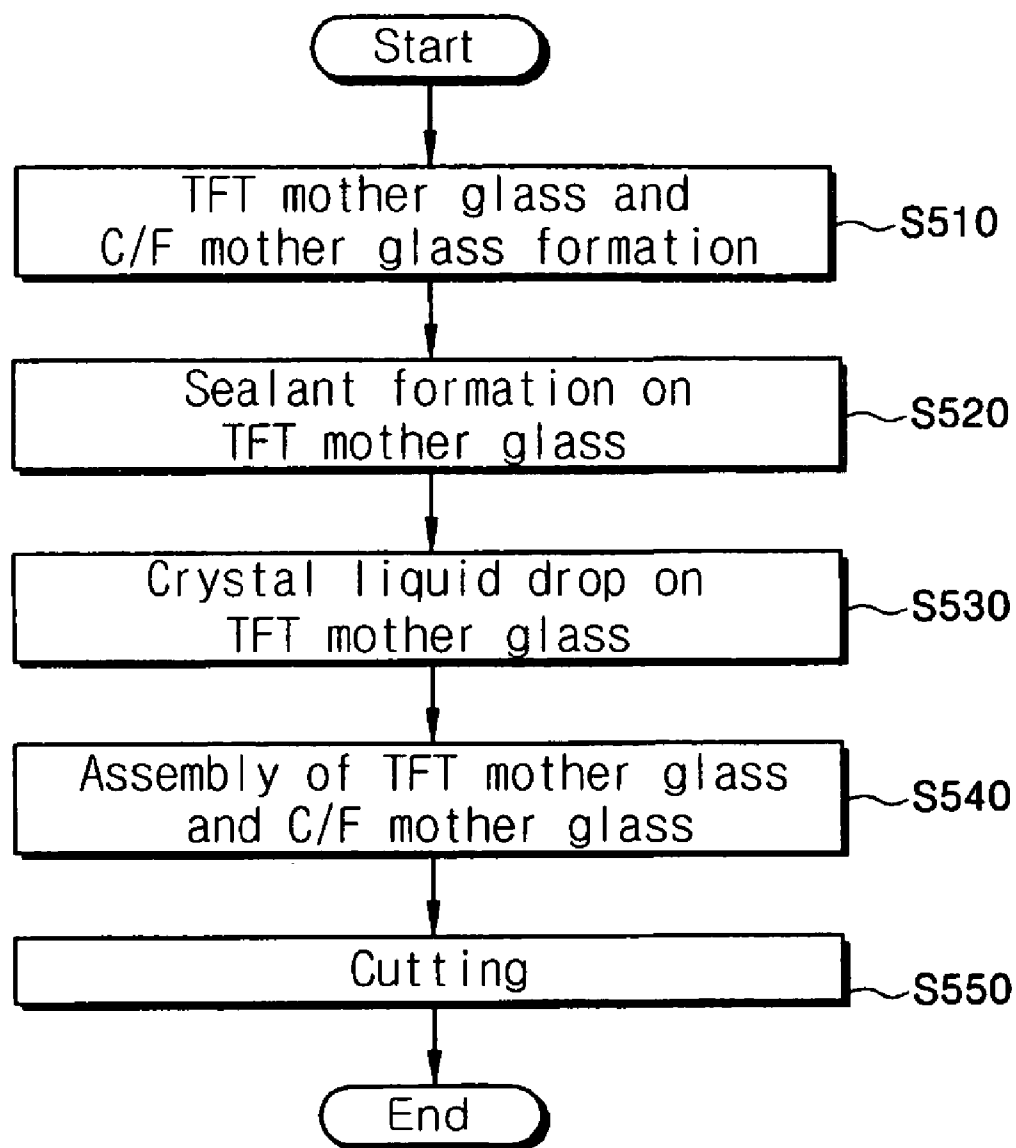 Start
TFT mother glass and
C/F mother glass formation
S510
Sealant formation on
TFT mother glass
S520
Crystal liquid drop on
TFT mother glass
S530
Assembly of TFT mother glass
and C/F mother glass
S540
Cutting
S550
End